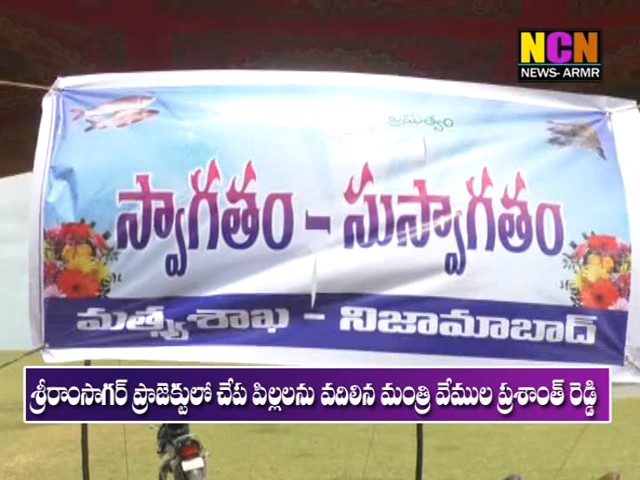 NCN
NEWS- ARMR
స్వాగతం - సుస్వాగతం
మత్స్యశాఖ - నిజామాబాద్
శ్రీరాంసాగర్ ప్రాజెక్టులో చేప పిల్లలను వదిలిన మంత్రి వేముల ప్రశాంత్ రెడ్డి